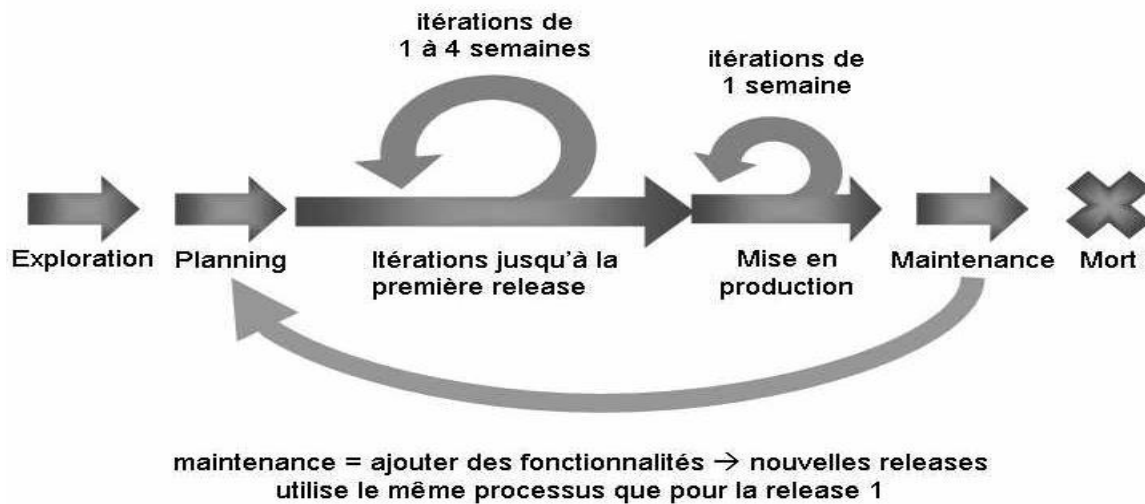 itérations de
1 à 4 semaines
itérations de
1 semaine
Exploration
Planning
Itérations jusqu'à la
première release
Mise en
production
Maintenance
Mort
maintenance = ajouter des fonctionnalités → nouvelles releases
utilise le même processus que pour la release 1